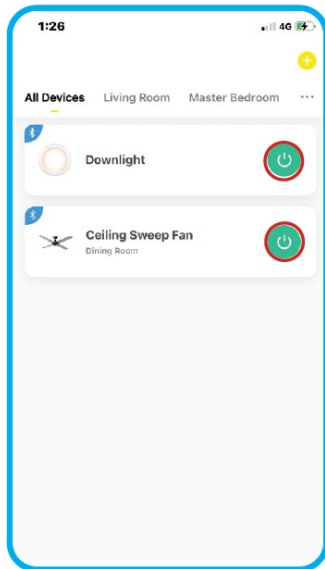 1:26 4G
All Devices Living Room Master Bedroom ...
Downlight
Ceiling Sweep Fan
Dining Room